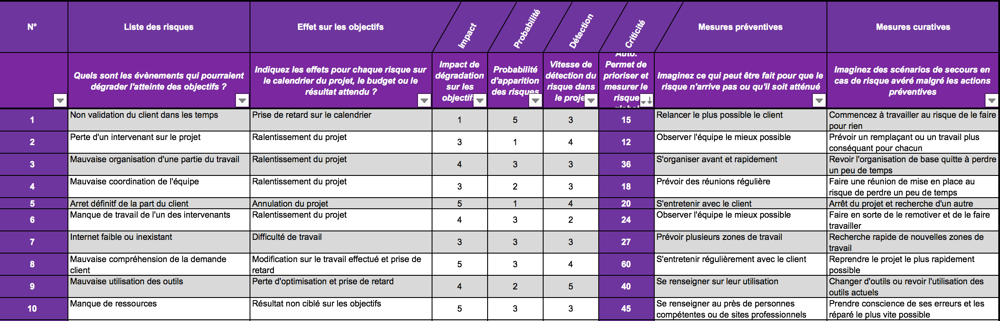 N°
Liste des risques
Effet sur les objectifs
Impact
Probabilité
Détection
Criticité
Mesures préventives
Mesures curatives
Quels sont les évènements qui pourraient
dégrader l'atteinte des objectifs ?
Indiquez les effets pour chaque risque sur
le calendrier du projet, le budget ou le
résultat attendu ?
Impact de
dégradation
sur les
objectifs
Probabilité
d'apparition
des risques
Vitesse de
détection du
risque dans
le projet
Auto.
Permet de
prioriser et
mesurer le
risque
global
Imaginez ce qui peut être fait pour que le
risque n'arrive pas ou qu'il soit atténué
Imaginez des scénarios de secours en
cas de risque avéré malgré les actions
préventives
1
Non validation du client dans les temps
Prise de retard sur le calendrier
1
5
3
15
Relancer le plus possible le client
Commencez à travailler au risque de le faire
pour rien
2
Perte d'un intervenant sur le projet
Ralentissement du projet
3
1
4
12
Observer l'équipe le mieux possible
Prévoir un remplaçant ou un travail plus
conséquant pour chacun
3
Mauvaise organisation d'une partie du travail
Ralentissement du projet
4
3
3
36
S'organiser avant et rapidement
Revoir l'organisation de base quitte à perdre
un peu de temps
4
Mauvaise coordination de l'équipe
Ralentissement du projet
3
2
3
18
Prévoir des réunions régulière
Faire une réunion de mise en place au
risque de perdre un peu de temps
5
Arret définitf de la part du client
Annulation du projet
5
1
4
20
S'entretenir avec le client
Arrêt du projet et recherche d'un autre
6
Manque de travail de l'un des intervenants
Ralentissement du projet
4
3
2
24
Observer l'équipe le mieux possible
Faire en sorte de le remotiver et de le faire
travailler
7
Internet faible ou inexistant
Difficulté de travail
3
3
3
27
Prévoir plusieurs zones de travail
Recherche rapide de nouvelles zones de
travail
8
Mauvaise compréhension de la demande
client
Modification sur le travail effectué et prise de
retard
5
3
4
60
S'entretenir régulièrement avec le client
Reprendre le projet le plus rapidement
possible
9
Mauvaise utilisation des outils
Perte d'optimisation et prise de retard
4
2
5
40
Se renseigner sur leur utilisation
Changer d'outils ou revoir l'utilisation des
outils actuels
10
Manque de ressources
Résultat non ciblé sur les objectifs
5
3
3
45
Se renseigner au près de personnes
compétentes ou de sites professionnels
Prendre conscience de ses erreurs et les
réparé le plus vite possible